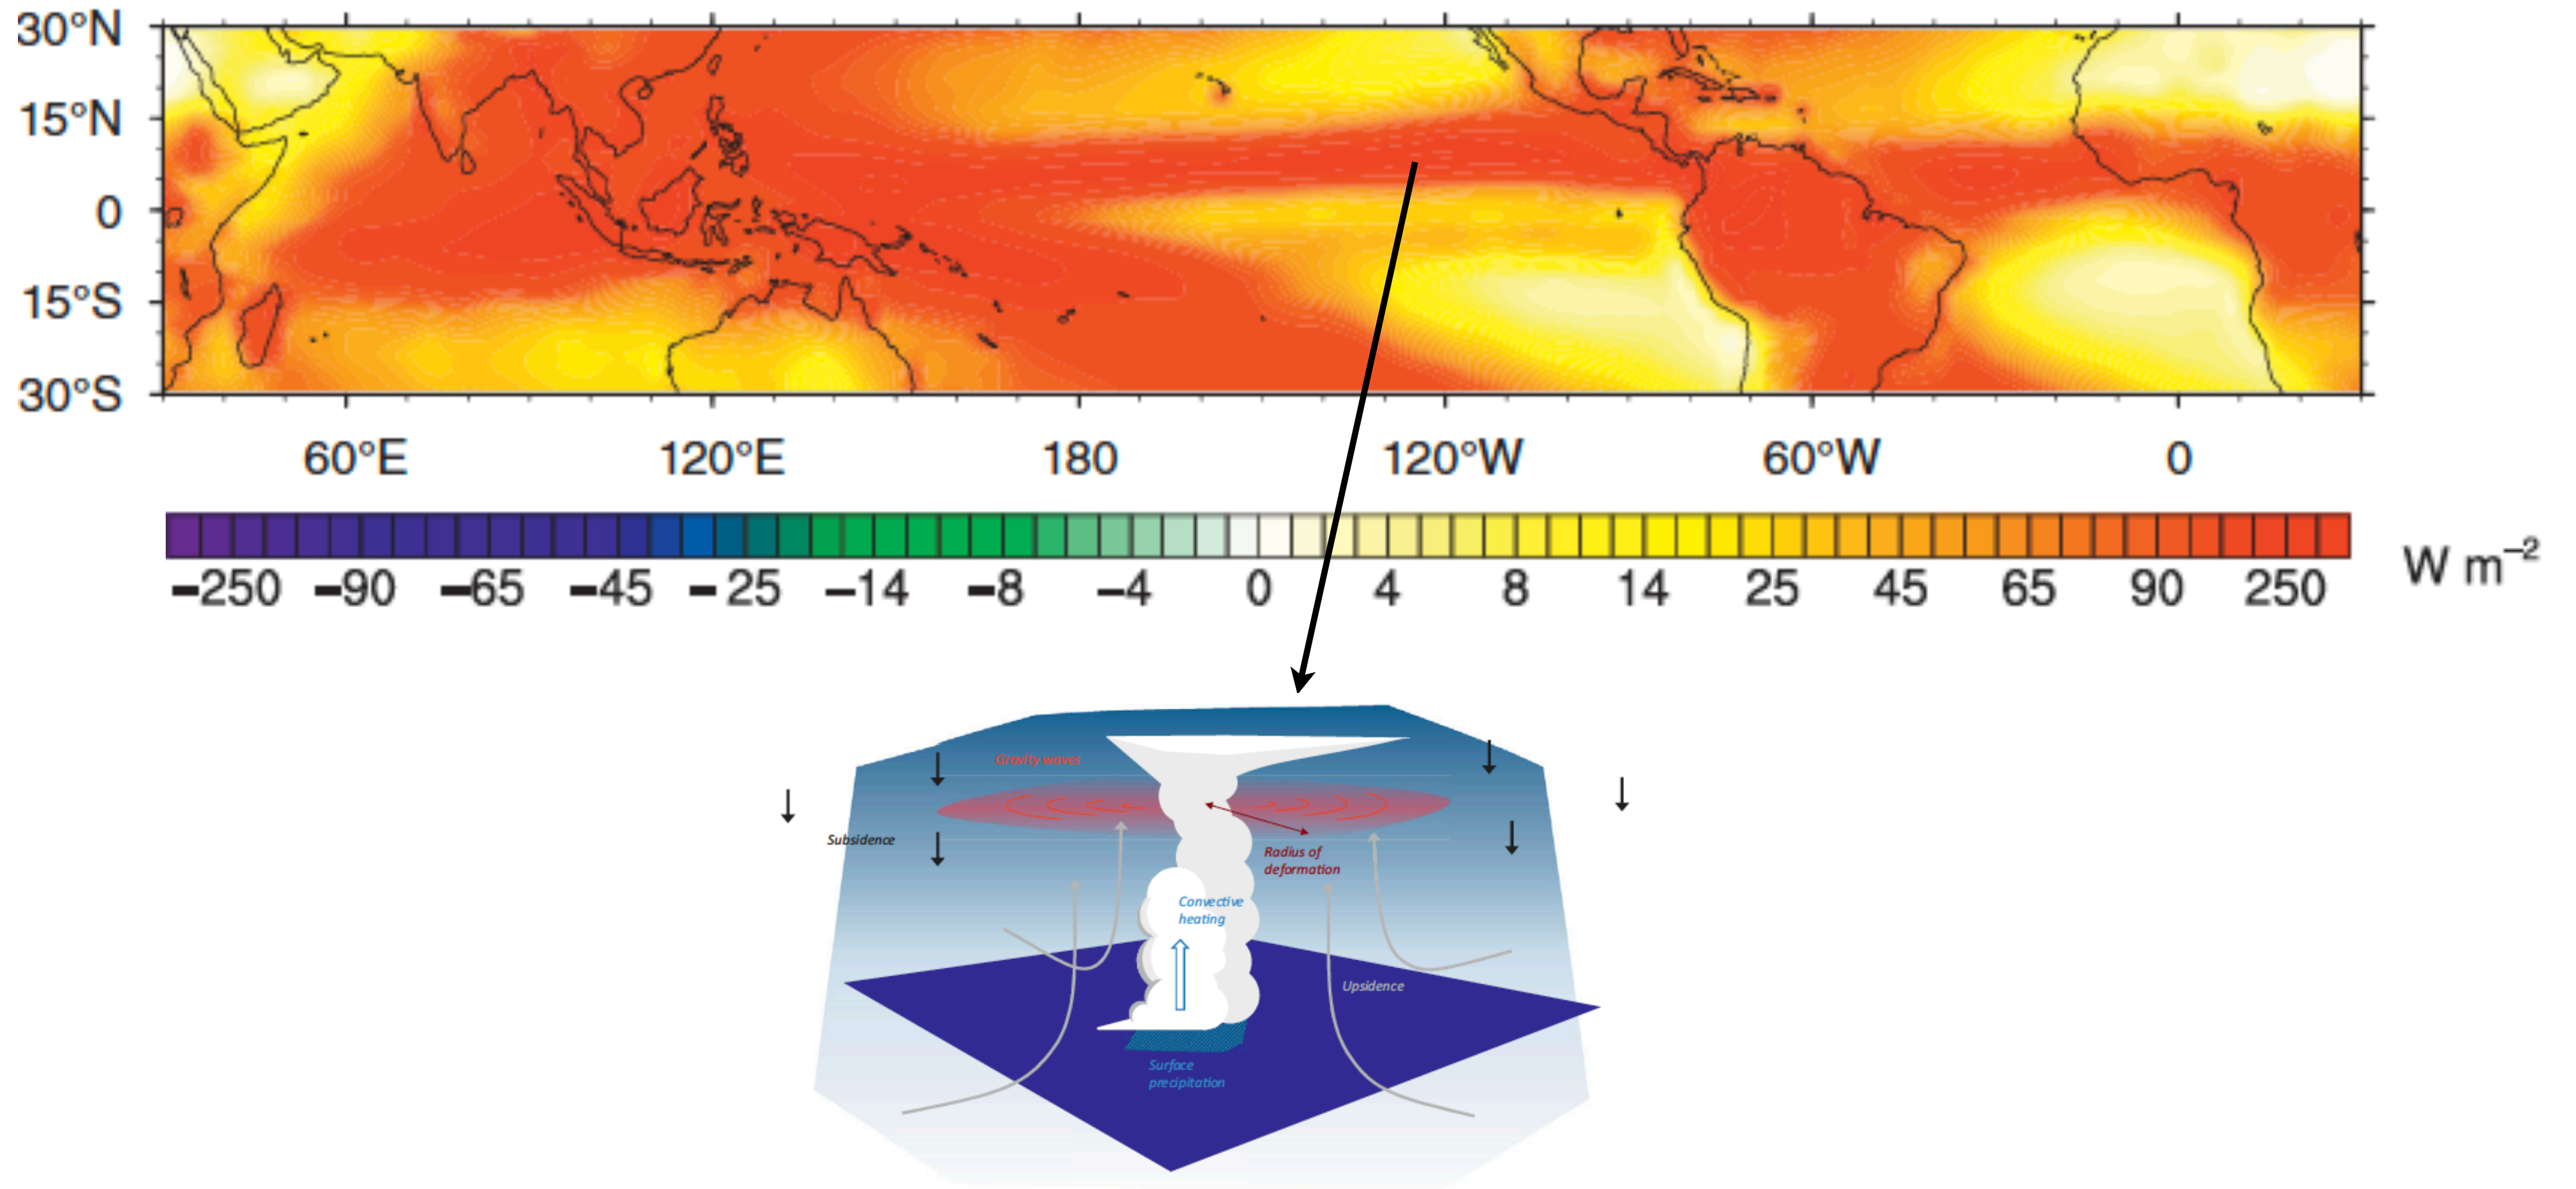 30°N
15°N
0
15°S
30°S
60°E 120°E 180 120°W 60°W 0
−250 −90 −65 −45 −25 −14 −8 −4 0 4 8 14 25 45 65 90 250
W m−2
Gravity waves
Subsidence
Radius of
deformation
Convective
heating
Upsidence
Surface
precipitation